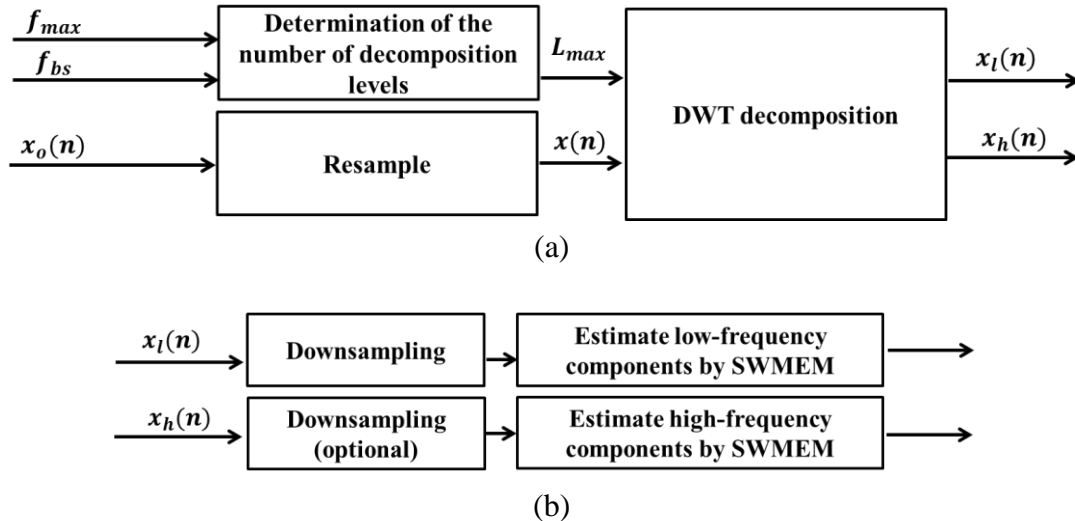 f_max
f_bs
Determination of the
number of decomposition
levels
L_max
x_o(n)
Resample
x(n)
DWT decomposition
x_l(n)
x_h(n)
(a)
x_l(n)
Downsampling
Estimate low-frequency
components by SWMEM
x_h(n)
Downsampling
(optional)
Estimate high-frequency
components by SWMEM
(b)